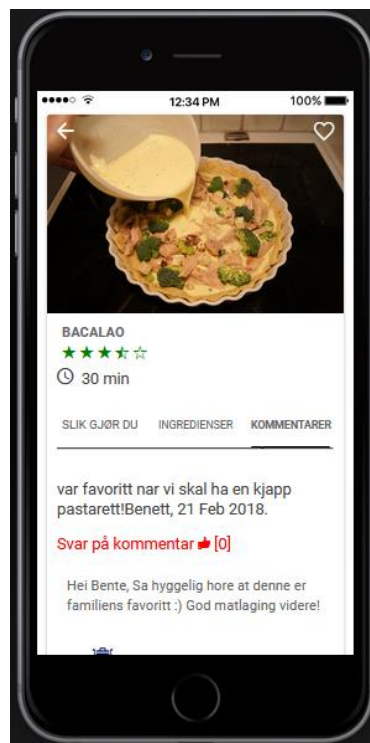 12:34 PM 100%
BACALAO
30 min
SLIK GJØR DU INGREDIENSER KOMMENTARER
var favoritt nar vi skal ha en kjapp
pastarett!Benett, 21 Feb 2018.
Svar på kommentar [0]
Hei Bente, Sa hyggelig hore at denne er
familiens favoritt :) God matlaging videre!